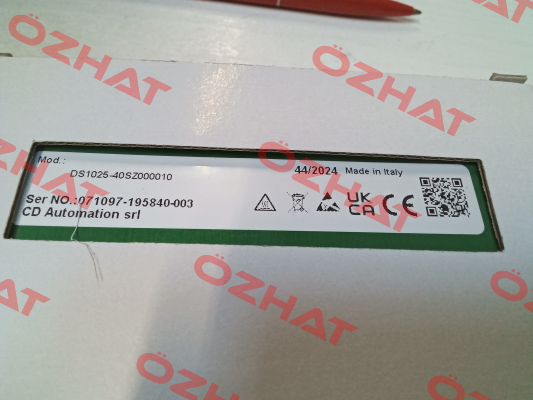 Mod.:
DS1025-40SZ000010
44/2024 Made in Italy
Ser NO.:071097-195840-003
CD Automation srl
UK
CA
CE
ÖZHAT
ÖZHAT
ÖZHAT
ÖZHAT
ÖZHAT
ÖZHAT
ÖZHAT
ÖZHAT
ÖZHAT
ÖZHAT